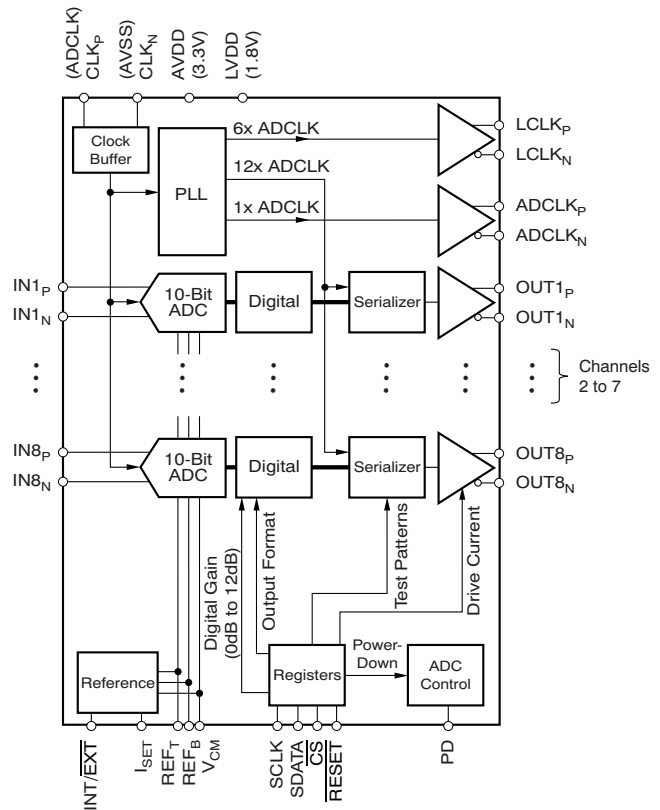 (ADCLK)
CLKP
(AVSS)
CLKN
AVDD
(3.3V)
LVDD
(1.8V)
Clock
Buffer
PLL
6x ADCLK
12x ADCLK
1x ADCLK
LCLKP
LCLKN
ADCLKP
ADCLKN
IN1P
IN1N
10-Bit
ADC
Digital
Serializer
OUT1P
OUT1N
Channels
2 to 7
IN8P
IN8N
10-Bit
ADC
Digital
Serializer
OUT8P
OUT8N
Digital Gain
(0dB to 12dB)
Output Format
Test Patterns
Drive Current
Reference
Registers
Power-
Down
ADC
Control
INT/EXT
ISET
REFT
REFB
VCM
SCLK
SDATA
CS
RESET
PD